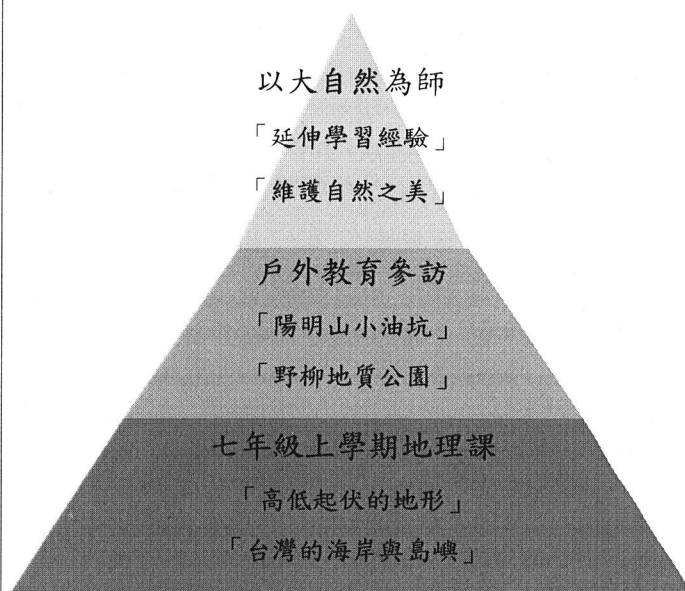 以大自然為師
「延伸學習經驗」
「維護自然之美」
戶外教育參訪
「陽明山小油坑」
「野柳地質公園」
七年級上學期地理課
「高低起伏的地形」
「台灣的海岸與島嶼」